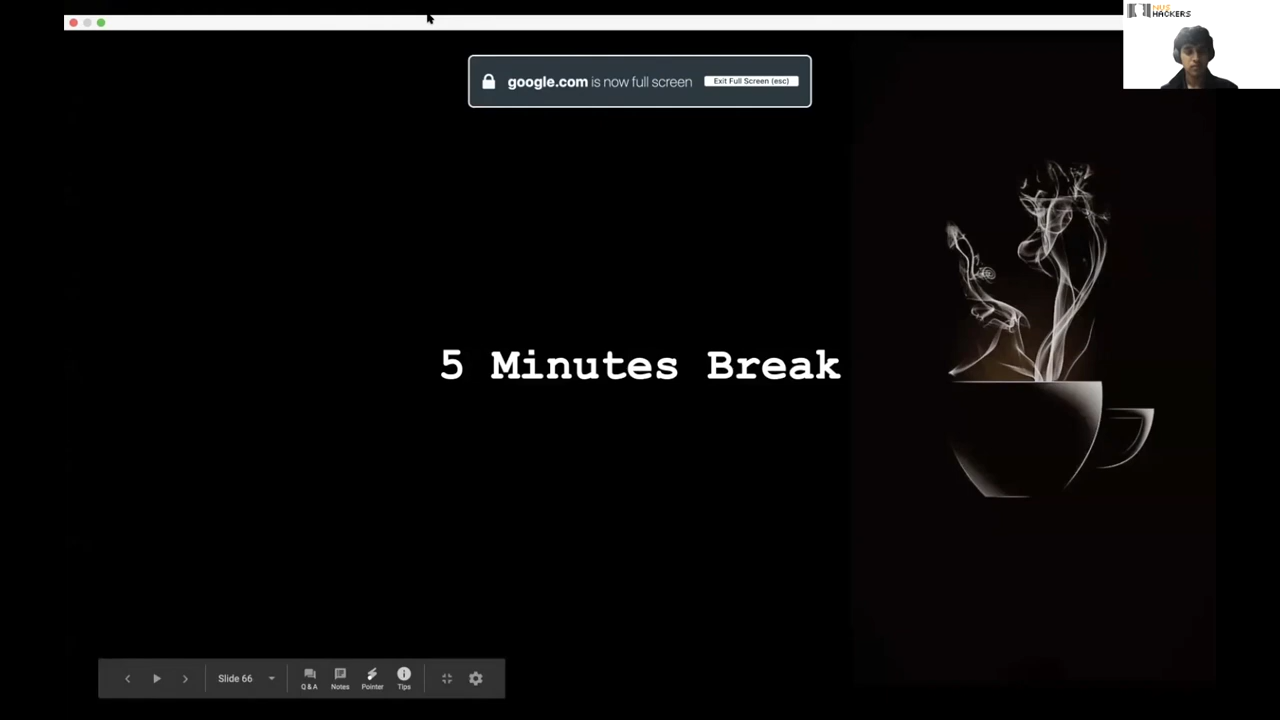 NUS
HACKERS
google.com is now full screen Exit Full Screen (esc)
5 Minutes Break
Slide 66
Q & A Notes Pointer Tips